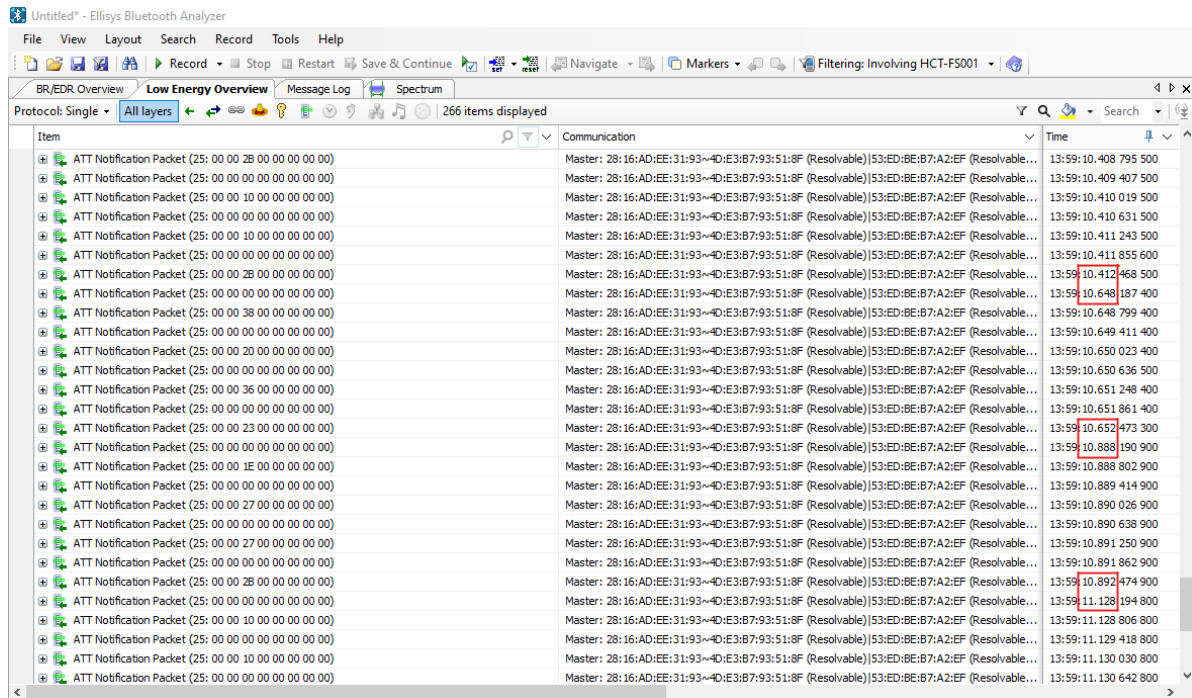 Untitled* - Ellisys Bluetooth Analyzer
File View Layout Search Record Tools Help
Record Stop Restart Save & Continue set reset Navigate Markers Filtering: Involving HCT-FS001
BR/EDR Overview Low Energy Overview Message Log Spectrum
Protocol: Single All layers 266 items displayed Search
Item Communication Time
ATT Notification Packet (25: 00 00 2B 00 00 00 00 00 00) Master: 28:16:AD:EE:31:93~4D:E3:B7:93:51:8F (Resolvable)|53:ED:BE:B7:A2:EF (Resolvable... 13:59:10.408 795 500
ATT Notification Packet (25: 00 00 00 00 00 00 00 00 00) Master: 28:16:AD:EE:31:93~4D:E3:B7:93:51:8F (Resolvable)|53:ED:BE:B7:A2:EF (Resolvable... 13:59:10.409 407 500
ATT Notification Packet (25: 00 00 10 00 00 00 00 00 00) Master: 28:16:AD:EE:31:93~4D:E3:B7:93:51:8F (Resolvable)|53:ED:BE:B7:A2:EF (Resolvable... 13:59:10.410 019 500
ATT Notification Packet (25: 00 00 00 00 00 00 00 00 00) Master: 28:16:AD:EE:31:93~4D:E3:B7:93:51:8F (Resolvable)|53:ED:BE:B7:A2:EF (Resolvable... 13:59:10.410 631 500
ATT Notification Packet (25: 00 00 10 00 00 00 00 00 00) Master: 28:16:AD:EE:31:93~4D:E3:B7:93:51:8F (Resolvable)|53:ED:BE:B7:A2:EF (Resolvable... 13:59:10.411 243 500
ATT Notification Packet (25: 00 00 00 00 00 00 00 00 00) Master: 28:16:AD:EE:31:93~4D:E3:B7:93:51:8F (Resolvable)|53:ED:BE:B7:A2:EF (Resolvable... 13:59:10.411 855 600
ATT Notification Packet (25: 00 00 2B 00 00 00 00 00 00) Master: 28:16:AD:EE:31:93~4D:E3:B7:93:51:8F (Resolvable)|53:ED:BE:B7:A2:EF (Resolvable... 13:59:10.412 468 500
ATT Notification Packet (25: 00 00 00 00 00 00 00 00 00) Master: 28:16:AD:EE:31:93~4D:E3:B7:93:51:8F (Resolvable)|53:ED:BE:B7:A2:EF (Resolvable... 13:59:10.648 187 400
ATT Notification Packet (25: 00 00 38 00 00 00 00 00 00) Master: 28:16:AD:EE:31:93~4D:E3:B7:93:51:8F (Resolvable)|53:ED:BE:B7:A2:EF (Resolvable... 13:59:10.648 799 400
ATT Notification Packet (25: 00 00 00 00 00 00 00 00 00) Master: 28:16:AD:EE:31:93~4D:E3:B7:93:51:8F (Resolvable)|53:ED:BE:B7:A2:EF (Resolvable... 13:59:10.649 411 400
ATT Notification Packet (25: 00 00 20 00 00 00 00 00 00) Master: 28:16:AD:EE:31:93~4D:E3:B7:93:51:8F (Resolvable)|53:ED:BE:B7:A2:EF (Resolvable... 13:59:10.650 023 400
ATT Notification Packet (25: 00 00 00 00 00 00 00 00 00) Master: 28:16:AD:EE:31:93~4D:E3:B7:93:51:8F (Resolvable)|53:ED:BE:B7:A2:EF (Resolvable... 13:59:10.650 636 500
ATT Notification Packet (25: 00 00 36 00 00 00 00 00 00) Master: 28:16:AD:EE:31:93~4D:E3:B7:93:51:8F (Resolvable)|53:ED:BE:B7:A2:EF (Resolvable... 13:59:10.651 248 400
ATT Notification Packet (25: 00 00 00 00 00 00 00 00 00) Master: 28:16:AD:EE:31:93~4D:E3:B7:93:51:8F (Resolvable)|53:ED:BE:B7:A2:EF (Resolvable... 13:59:10.651 861 400
ATT Notification Packet (25: 00 00 23 00 00 00 00 00 00) Master: 28:16:AD:EE:31:93~4D:E3:B7:93:51:8F (Resolvable)|53:ED:BE:B7:A2:EF (Resolvable... 13:59:10.652 473 300
ATT Notification Packet (25: 00 00 00 00 00 00 00 00 00) Master: 28:16:AD:EE:31:93~4D:E3:B7:93:51:8F (Resolvable)|53:ED:BE:B7:A2:EF (Resolvable... 13:59:10.888 190 900
ATT Notification Packet (25: 00 00 1E 00 00 00 00 00 00) Master: 28:16:AD:EE:31:93~4D:E3:B7:93:51:8F (Resolvable)|53:ED:BE:B7:A2:EF (Resolvable... 13:59:10.888 802 900
ATT Notification Packet (25: 00 00 00 00 00 00 00 00 00) Master: 28:16:AD:EE:31:93~4D:E3:B7:93:51:8F (Resolvable)|53:ED:BE:B7:A2:EF (Resolvable... 13:59:10.889 414 900
ATT Notification Packet (25: 00 00 27 00 00 00 00 00 00) Master: 28:16:AD:EE:31:93~4D:E3:B7:93:51:8F (Resolvable)|53:ED:BE:B7:A2:EF (Resolvable... 13:59:10.890 026 900
ATT Notification Packet (25: 00 00 00 00 00 00 00 00 00) Master: 28:16:AD:EE:31:93~4D:E3:B7:93:51:8F (Resolvable)|53:ED:BE:B7:A2:EF (Resolvable... 13:59:10.890 638 900
ATT Notification Packet (25: 00 00 27 00 00 00 00 00 00) Master: 28:16:AD:EE:31:93~4D:E3:B7:93:51:8F (Resolvable)|53:ED:BE:B7:A2:EF (Resolvable... 13:59:10.891 250 900
ATT Notification Packet (25: 00 00 00 00 00 00 00 00 00) Master: 28:16:AD:EE:31:93~4D:E3:B7:93:51:8F (Resolvable)|53:ED:BE:B7:A2:EF (Resolvable... 13:59:10.891 862 900
ATT Notification Packet (25: 00 00 2B 00 00 00 00 00 00) Master: 28:16:AD:EE:31:93~4D:E3:B7:93:51:8F (Resolvable)|53:ED:BE:B7:A2:EF (Resolvable... 13:59:10.892 474 900
ATT Notification Packet (25: 00 00 00 00 00 00 00 00 00) Master: 28:16:AD:EE:31:93~4D:E3:B7:93:51:8F (Resolvable)|53:ED:BE:B7:A2:EF (Resolvable... 13:59:11.128 194 800
ATT Notification Packet (25: 00 00 10 00 00 00 00 00 00) Master: 28:16:AD:EE:31:93~4D:E3:B7:93:51:8F (Resolvable)|53:ED:BE:B7:A2:EF (Resolvable... 13:59:11.128 806 800
ATT Notification Packet (25: 00 00 00 00 00 00 00 00 00) Master: 28:16:AD:EE:31:93~4D:E3:B7:93:51:8F (Resolvable)|53:ED:BE:B7:A2:EF (Resolvable... 13:59:11.129 418 800
ATT Notification Packet (25: 00 00 10 00 00 00 00 00 00) Master: 28:16:AD:EE:31:93~4D:E3:B7:93:51:8F (Resolvable)|53:ED:BE:B7:A2:EF (Resolvable... 13:59:11.130 030 800
ATT Notification Packet (25: 00 00 00 00 00 00 00 00 00) Master: 28:16:AD:EE:31:93~4D:E3:B7:93:51:8F (Resolvable)|53:ED:BE:B7:A2:EF (Resolvable... 13:59:11.130 642 800